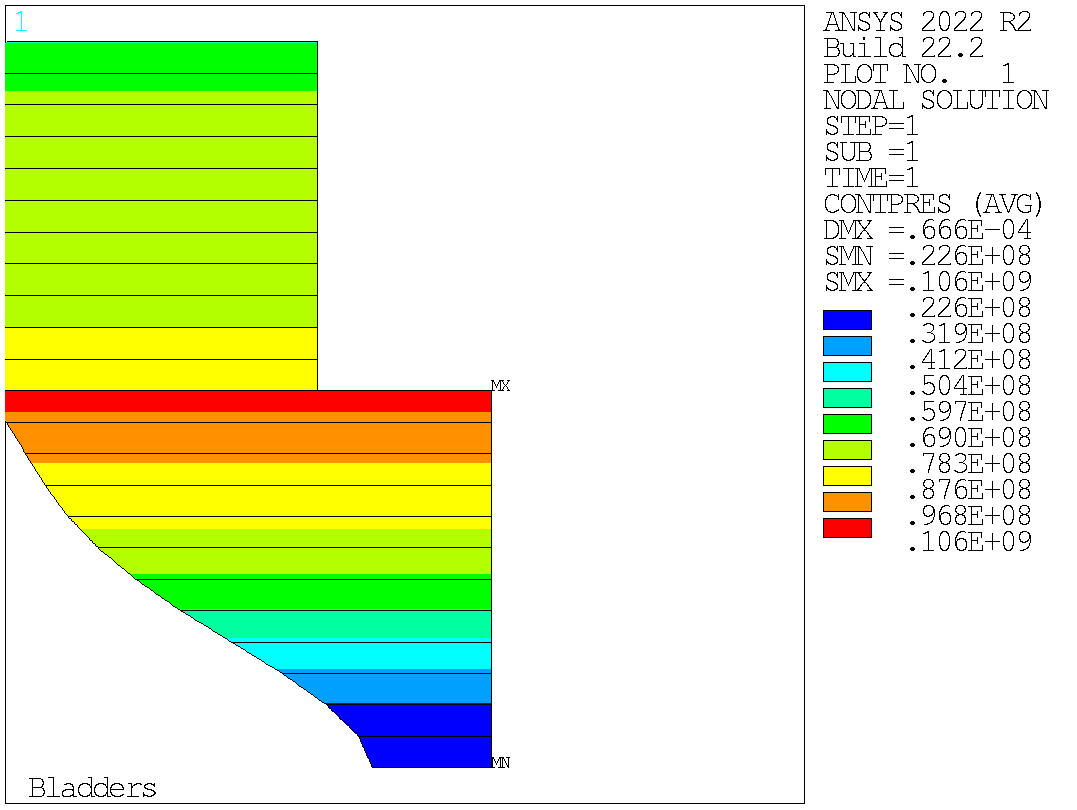 1
ANSYS 2022 R2
Build 22.2
PLOT NO. 1
NODAL SOLUTION
STEP=1
SUB =1
TIME=1
CONTPRES (AVG)
DMX =.666E-04
SMN =.226E+08
SMX =.106E+09
.226E+08
.319E+08
.412E+08
.504E+08
.597E+08
.690E+08
.783E+08
.876E+08
.968E+08
.106E+09
MX
MN
Bladders